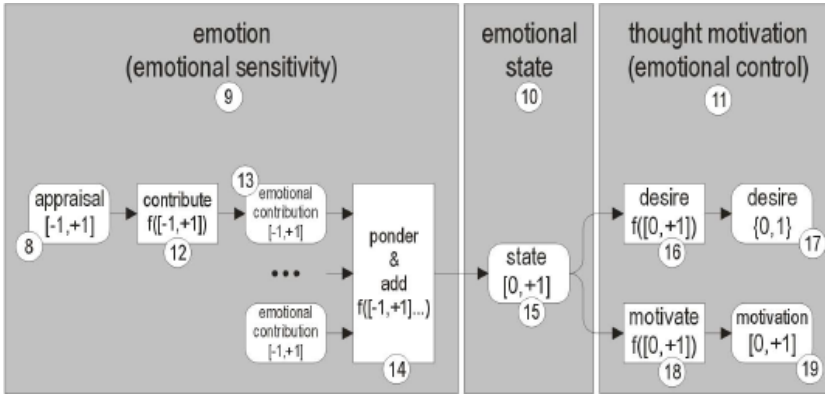 emotion
(emotional sensitivity)
9
emotional
state
10
thought motivation
(emotional control)
11
appraisal
[-1,+1]
8
contribute
f([-1,+1])
12
13
emotional
contribution
[-1,+1]
•••
emotional
contribution
[-1,+1]
ponder
&
add
f([-1,+1]...)
14
state
[0,+1]
15
desire
f([0,+1])
16
desire
{0,1}
17
motivate
f([0,+1])
18
motivation
[0,+1]
19